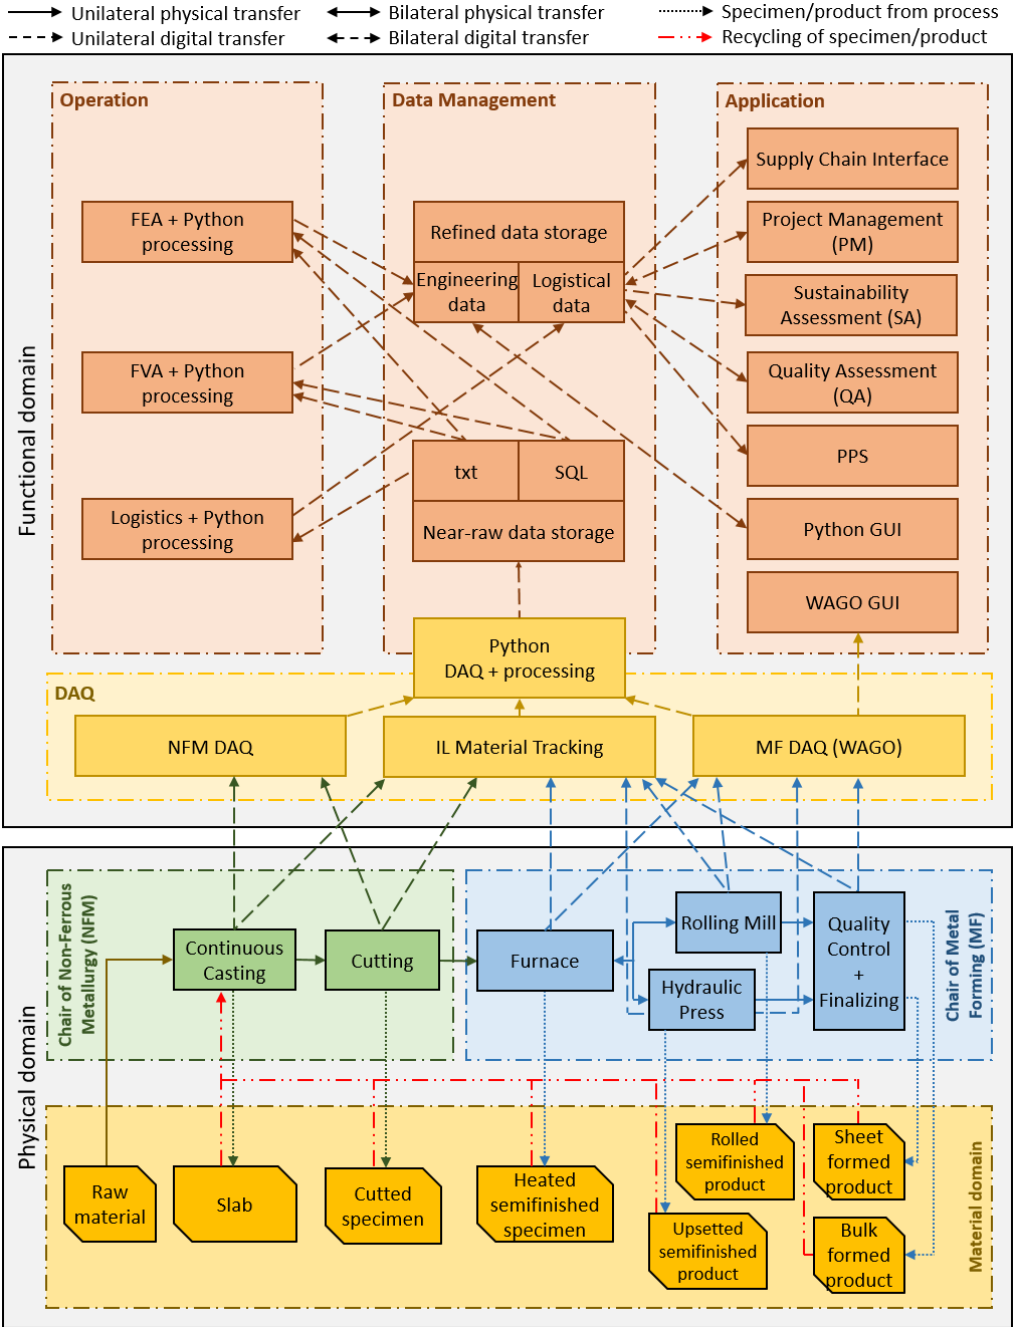 Unilateral physical transfer
Bilateral physical transfer
Specimen/product from process
Unilateral digital transfer
Bilateral digital transfer
Recycling of specimen/product
Functional domain
Operation
Data Management
Application
FEA + Python
processing
FVA + Python
processing
Logistics + Python
processing
Refined data storage
Engineering
data
Logistical
data
txt
SQL
Near-raw data storage
Supply Chain Interface
Project Management
(PM)
Sustainability
Assessment (SA)
Quality Assessment
(QA)
PPS
Python GUI
WAGO GUI
Python
DAQ + processing
DAQ
NFM DAQ
IL Material Tracking
MF DAQ (WAGO)
Physical domain
Chair of Non-Ferrous
Metallurgy (NFM)
Continuous
Casting
Cutting
Furnace
Rolling Mill
Hydraulic
Press
Quality
Control
+
Finalizing
Chair of Metal
Forming (MF)
Raw
material
Slab
Cutted
specimen
Heated
semifinished
specimen
Rolled
semifinished
product
Upsetted
semifinished
product
Sheet
formed
product
Bulk
formed
product
Material domain